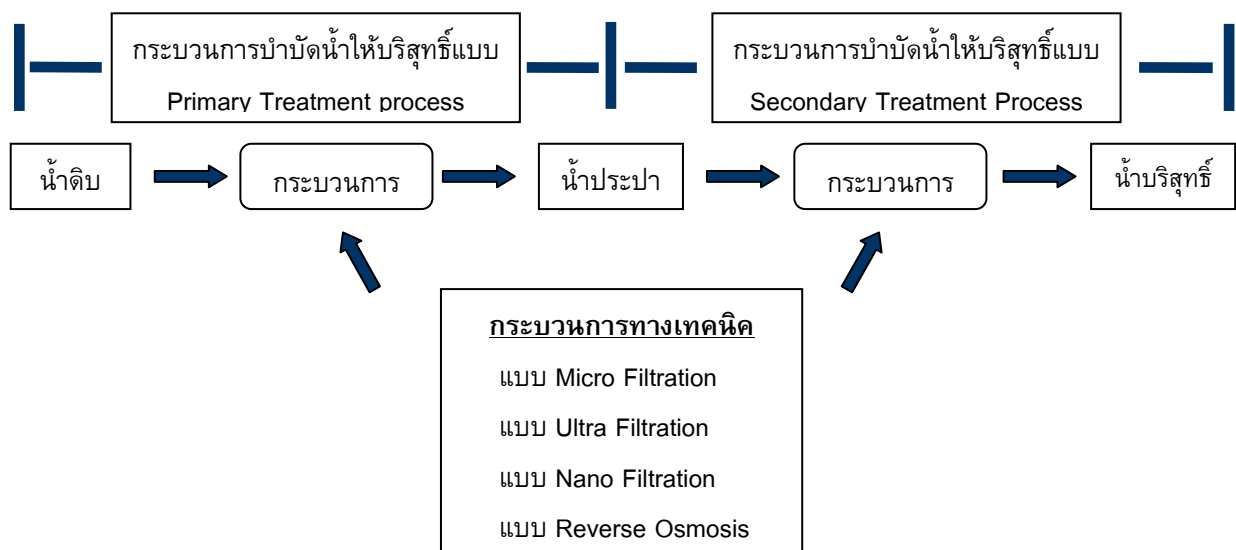 กระบวนการบำบัดน้ำให้บริสุทธิ์แบบ
Primary Treatment process
กระบวนการบำบัดน้ำให้บริสุทธิ์แบบ
Secondary Treatment Process
น้ำดิบ
กระบวนการ
น้ำประปา
กระบวนการ
น้ำบริสุทธิ์
กระบวนการทางเทคนิค
แบบ Micro Filtration
แบบ Ultra Filtration
แบบ Nano Filtration
แบบ Reverse Osmosis